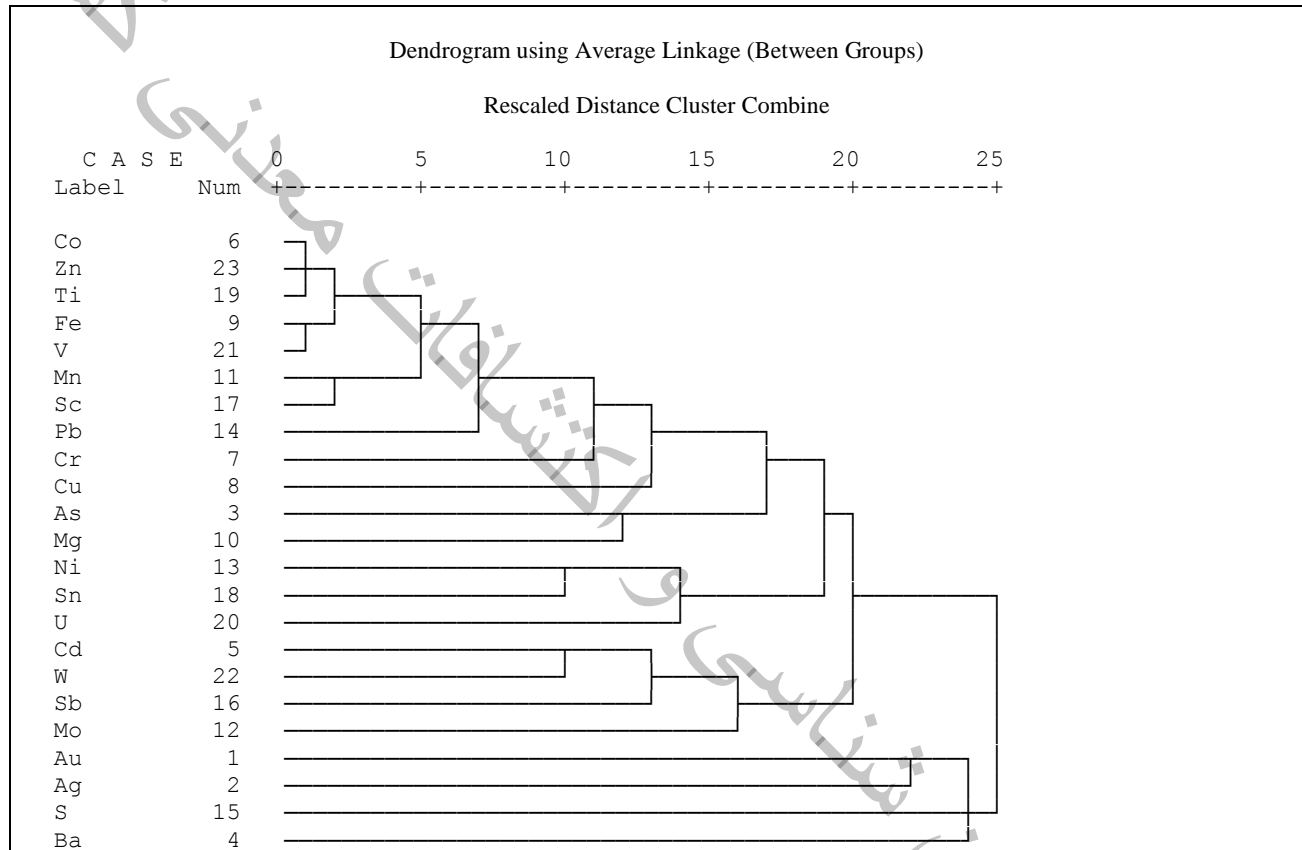 Dendrogram using Average Linkage (Between Groups)
Rescaled Distance Cluster Combine
C A S E 0 5 10 15 20 25
Label Num +---------+---------+---------+---------+---------+
Co 6
Zn 23
Ti 19
Fe 9
V 21
Mn 11
Sc 17
Pb 14
Cr 7
Cu 8
As 3
Mg 10
Ni 13
Sn 18
U 20
Cd 5
W 22
Sb 16
Mo 12
Au 1
Ag 2
S 15
Ba 4
و اکتشافات معدنی